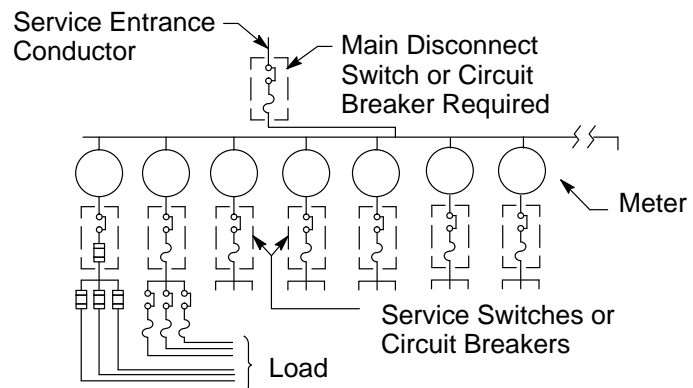 Service Entrance
Conductor
Main Disconnect
Switch or Circuit
Breaker Required
Meter
Service Switches or
Circuit Breakers
Load